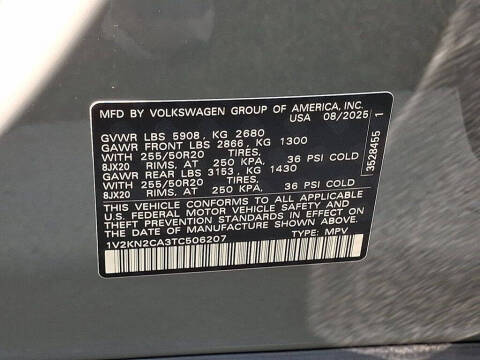 MFD BY VOLKSWAGEN GROUP OF AMERICA, INC.
USA 08/2025
GVWR LBS 5908, KG 2680
GAWR FRONT LBS 2866, KG 1300
WITH 255/50R20 TIRES,
8JX20 RIMS, AT 250 KPA, 36 PSI COLD
GAWR REAR LBS 3153, KG 1430
WITH 255/50R20 TIRES,
8JX20 RIMS, AT 250 KPA, 36 PSI COLD
THIS VEHICLE CONFORMS TO ALL APPLICABLE
U.S. FEDERAL MOTOR VEHICLE SAFETY AND
THEFT PREVENTION STANDARDS IN EFFECT ON
THE DATE OF MANUFACTURE SHOWN ABOVE.
1V2KN2CA3TC506207 TYPE: MPV
3528455 1